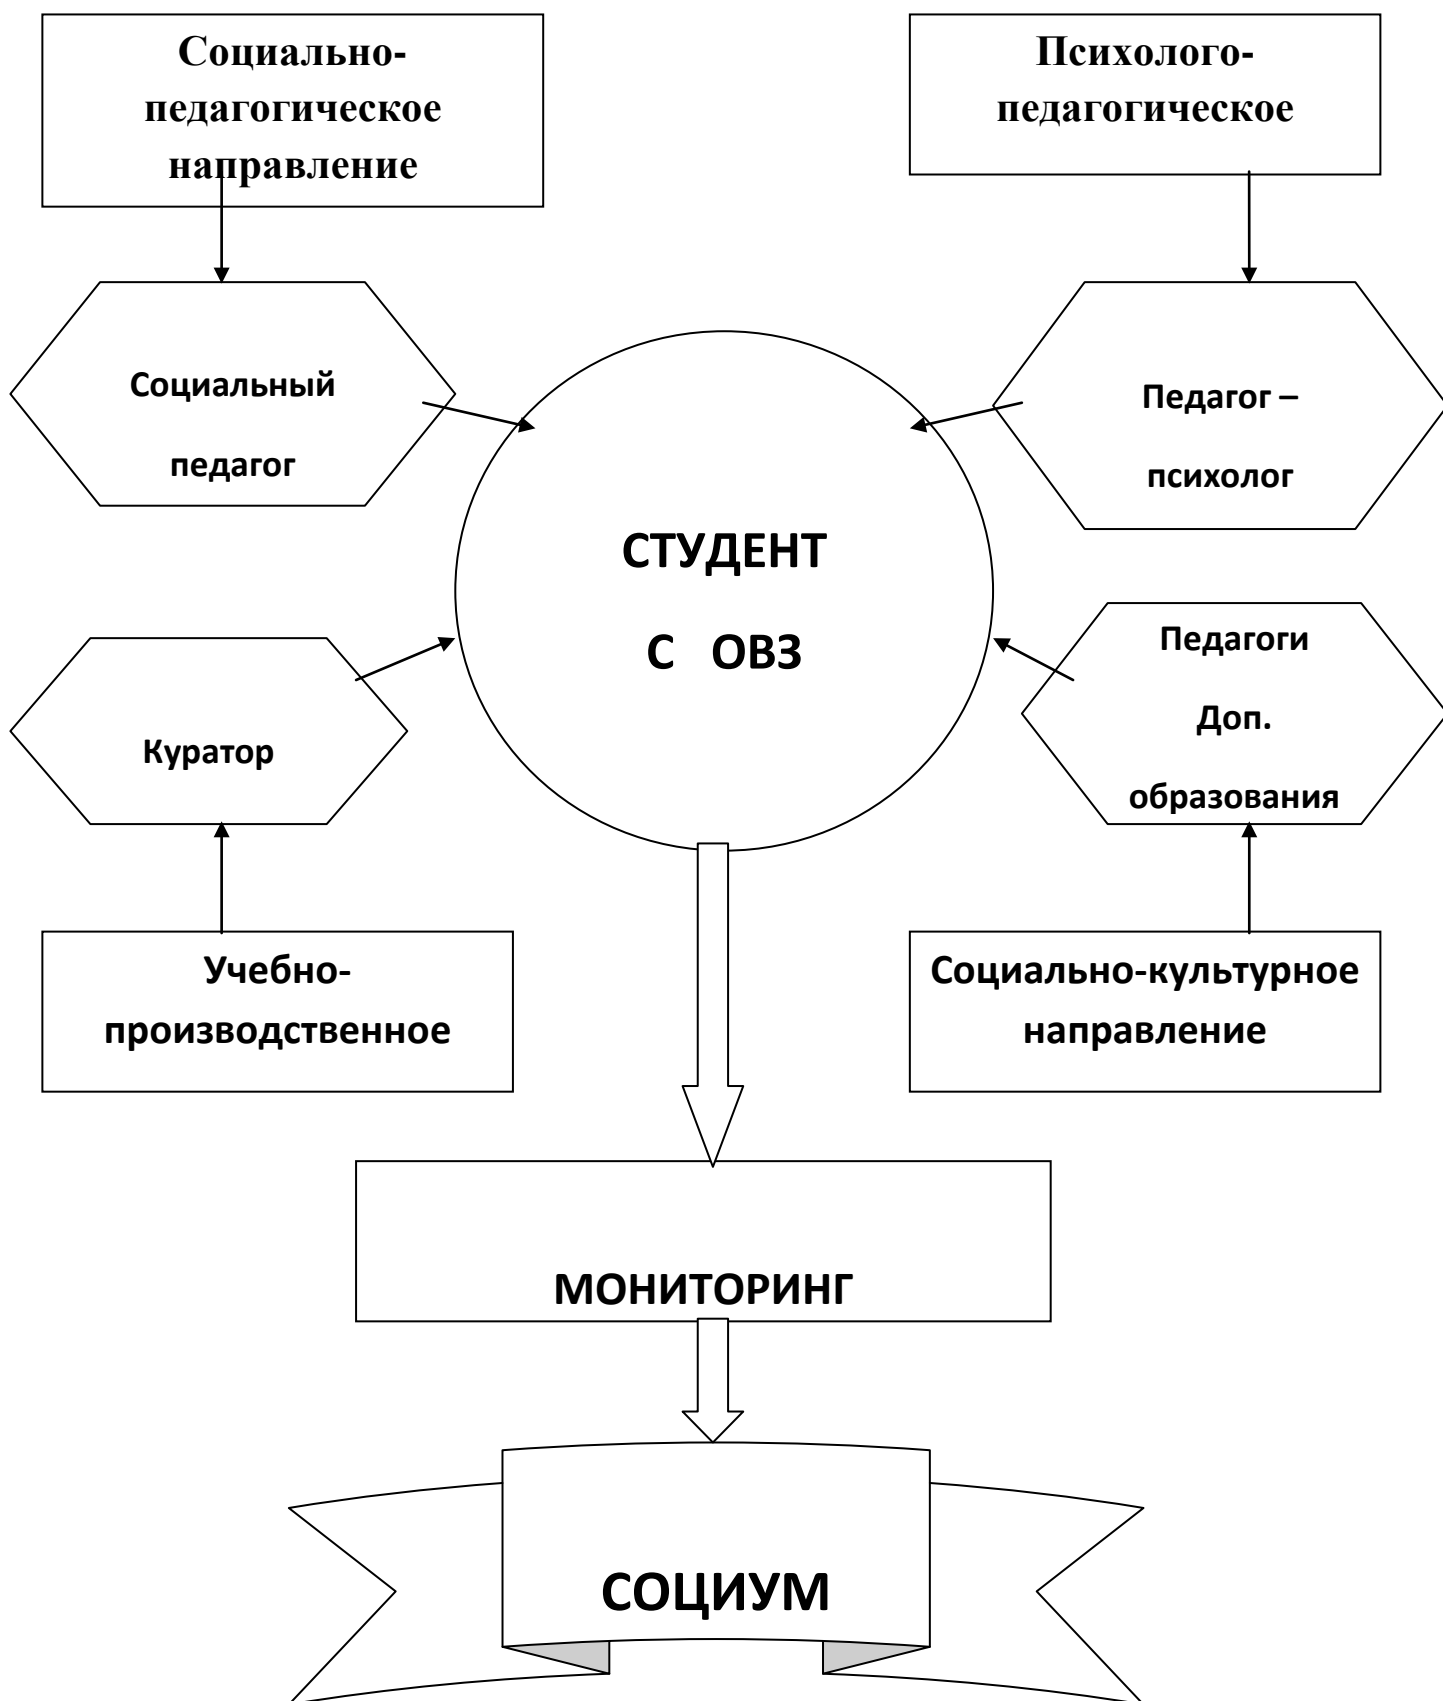 Социально-
педагогическое
направление
Психолого-
педагогическое
Социальный
педагог
Педагог –
психолог
СТУДЕНТ
С ОВЗ
Куратор
Педагоги
Доп.
образования
Учебно-
производственное
Социально-культурное
направление
МОНИТОРИНГ
СОЦИУМ